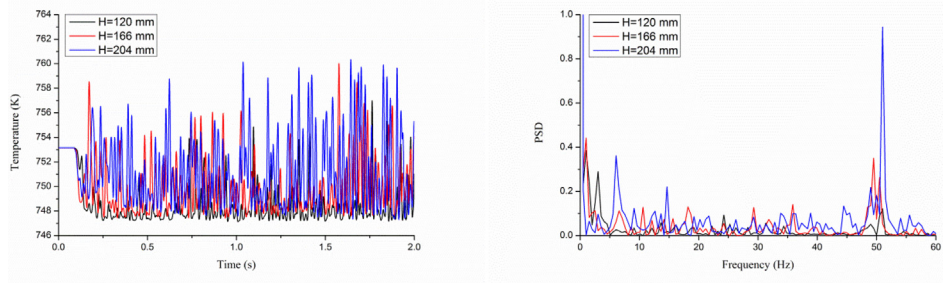 764
762
760
758
756
754
752
750
748
746
Temperature (K)
H=120 mm
H=166 mm
H=204 mm
0.0 0.5 1.0 1.5 2.0
Time (s)
1.0
0.8
0.6
0.4
0.2
0.0
PSD
H=120 mm
H=166 mm
H=204 mm
0 10 20 30 40 50 60
Frequency (Hz)